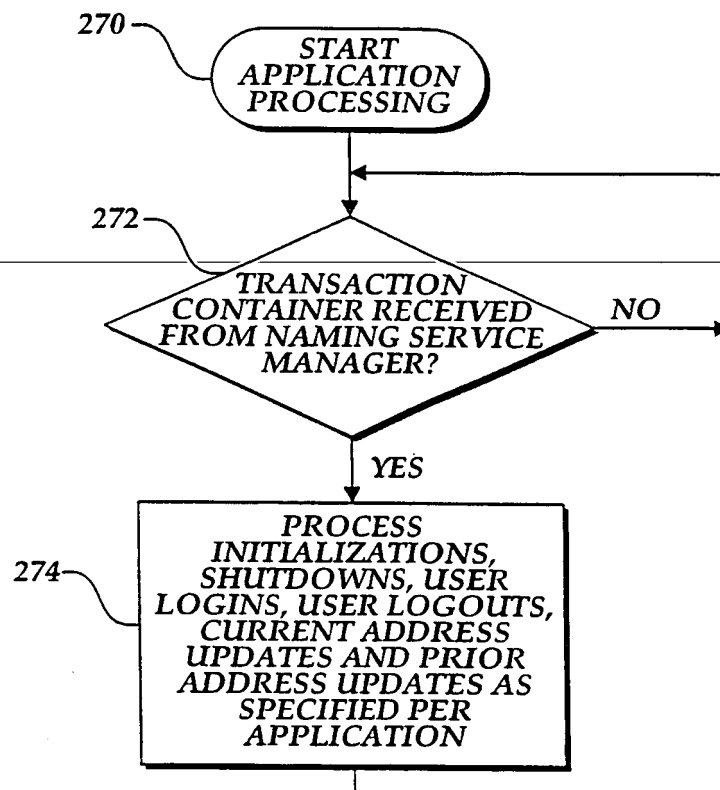 270
START
APPLICATION
PROCESSING
272
TRANSACTION
CONTAINER RECEIVED
FROM NAMING SERVICE
MANAGER?
NO
YES
274
PROCESS
INITIALIZATIONS,
SHUTDOWNS, USER
LOGINS, USER LOGOUTS,
CURRENT ADDRESS
UPDATES AND PRIOR
ADDRESS UPDATES AS
SPECIFIED PER
APPLICATION